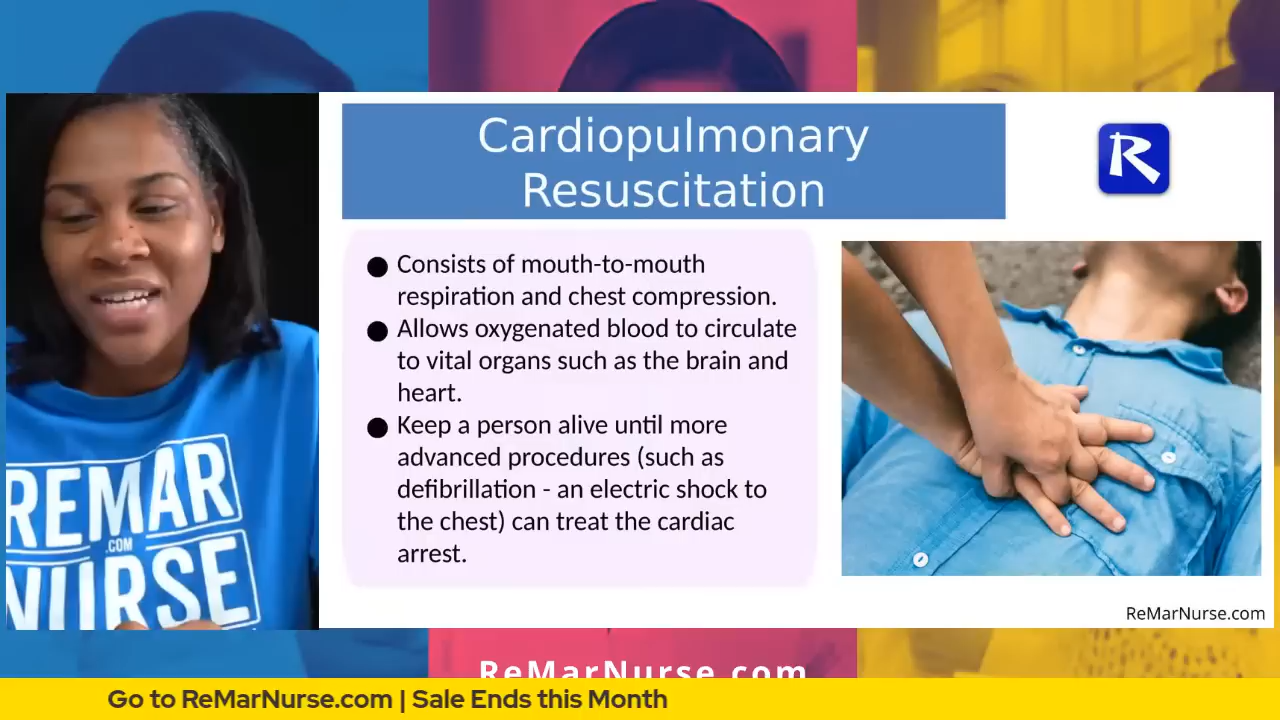 Cardiopulmonary
Resuscitation
R
REMAR
.COM
NURSE
● Consists of mouth-to-mouth
respiration and chest compression.
● Allows oxygenated blood to circulate
to vital organs such as the brain and
heart.
● Keep a person alive until more
advanced procedures (such as
defibrillation - an electric shock to
the chest) can treat the cardiac
arrest.
ReMarNurse.com
ReMarNurse.com
Go to ReMarNurse.com | Sale Ends this Month